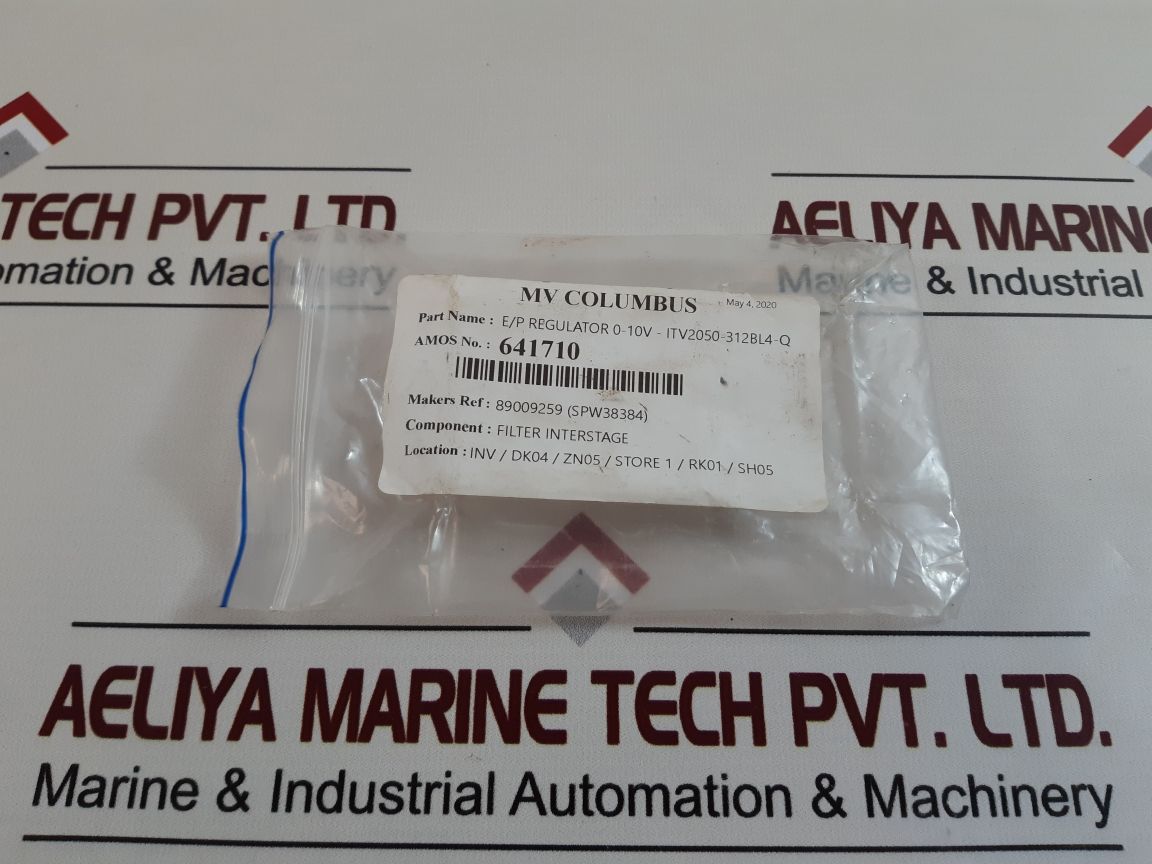 TECH PVT. LTD.
omation & Machinery
AELIYA MARIN
Marine & Industrial
MV COLUMBUS
May 4, 2020
Part Name : E/P REGULATOR 0-10V - ITV2050-312BL4-Q
AMOS No. : 641710
Makers Ref : 89009259 (SPW38384)
Component : FILTER INTERSTAGE
Location : INV / DK04 / ZN05 / STORE 1 / RK01 / SH05
AELIYA MARINE TECH PVT. LTD.
Marine & Industrial Automation & Machinery